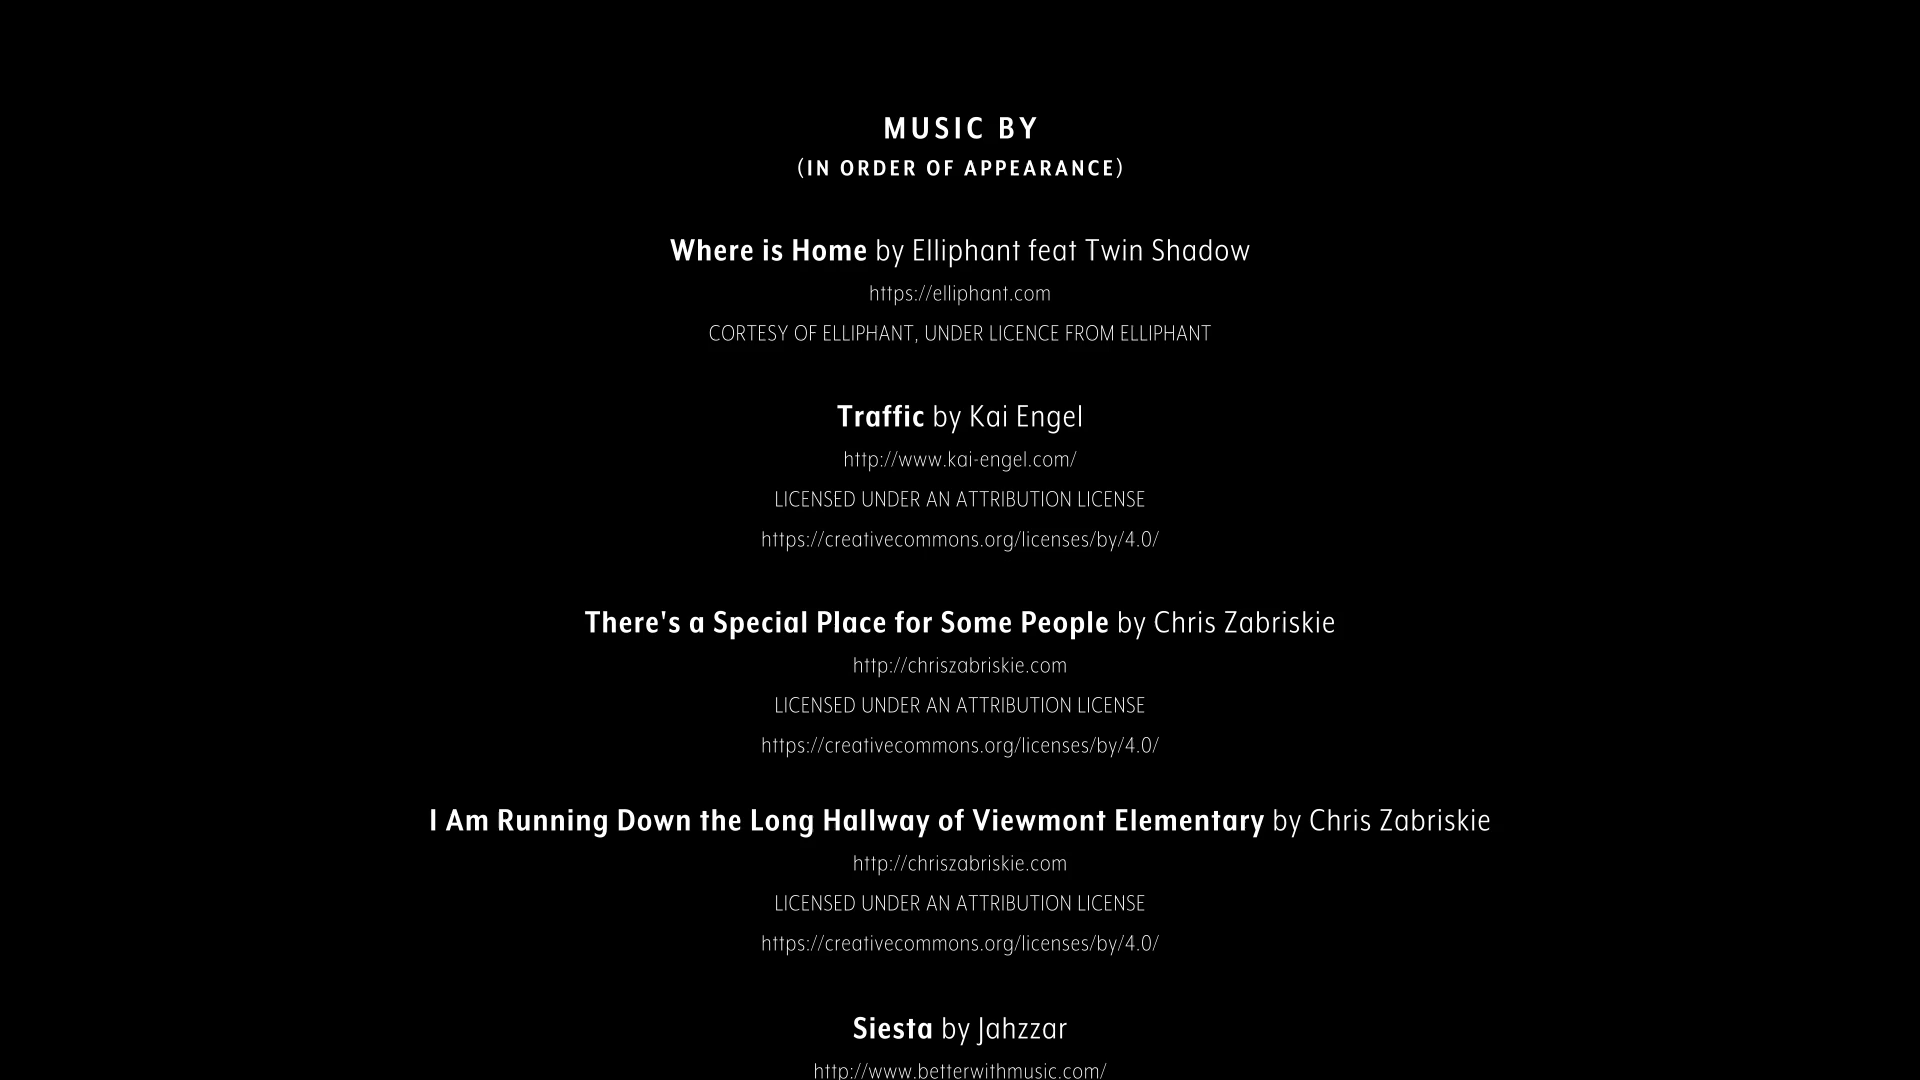 MUSIC BY
(IN ORDER OF APPEARANCE)
Where is Home by Elliphant feat Twin Shadow
https://elliphant.com
CORTESY OF ELLIPHANT, UNDER LICENCE FROM ELLIPHANT
Traffic by Kai Engel
http://www.kai-engel.com/
LICENSED UNDER AN ATTRIBUTION LICENSE
https://creativecommons.org/licenses/by/4.0/
There's a Special Place for Some People by Chris Zabriskie
http://chriszabriskie.com
LICENSED UNDER AN ATTRIBUTION LICENSE
https://creativecommons.org/licenses/by/4.0/
I Am Running Down the Long Hallway of Viewmont Elementary by Chris Zabriskie
http://chriszabriskie.com
LICENSED UNDER AN ATTRIBUTION LICENSE
https://creativecommons.org/licenses/by/4.0/
Siesta by Jahzzar
http://www.betterwithmusic.com/